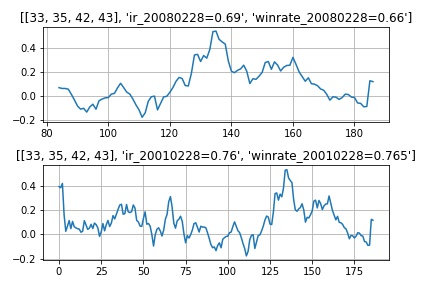 [[33, 35, 42, 43], 'ir_20080228=0.69', 'winrate_20080228=0.66']
0.4
0.2
0.0
−0.2
80 100 120 140 160 180
[[33, 35, 42, 43], 'ir_20010228=0.76', 'winrate_20010228=0.765']
0.4
0.2
0.0
−0.2
0 25 50 75 100 125 150 175